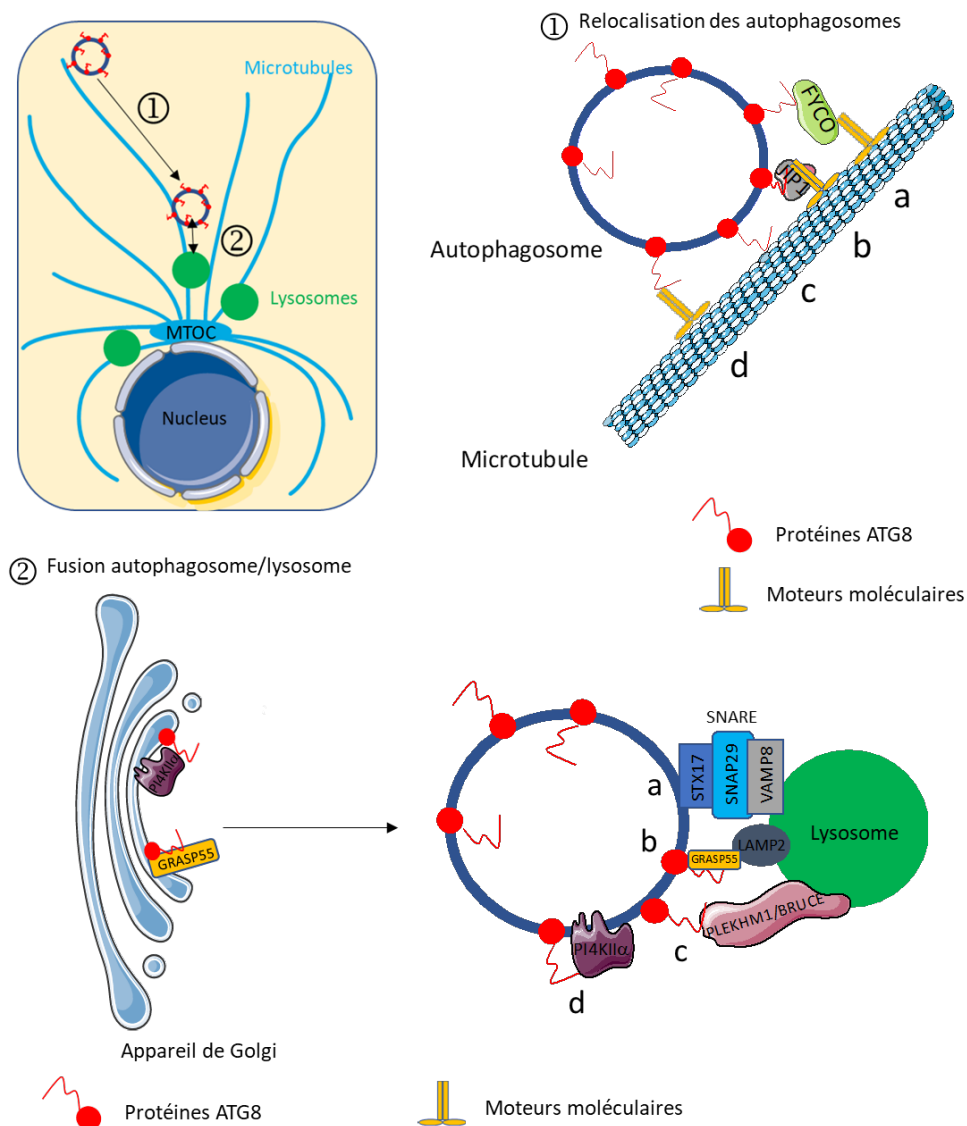 ① Relocalisation des autophagosomes
Microtubules
①
②
Lysosomes
MTOC
Nucleus
FYCO
a
b
c
d
Autophagosome
Microtubule
Protéines ATG8
Moteurs moléculaires
② Fusion autophagosome/lysosome
PI4KIIα
GRASP55
Appareil de Golgi
SNARE
STX17
SNAP29
VAMP8
a
b
GRASP55
LAMP2
Lysosome
PLEKHM1/BRUCE
c
PI4KIIα
d
Protéines ATG8
Moteurs moléculaires